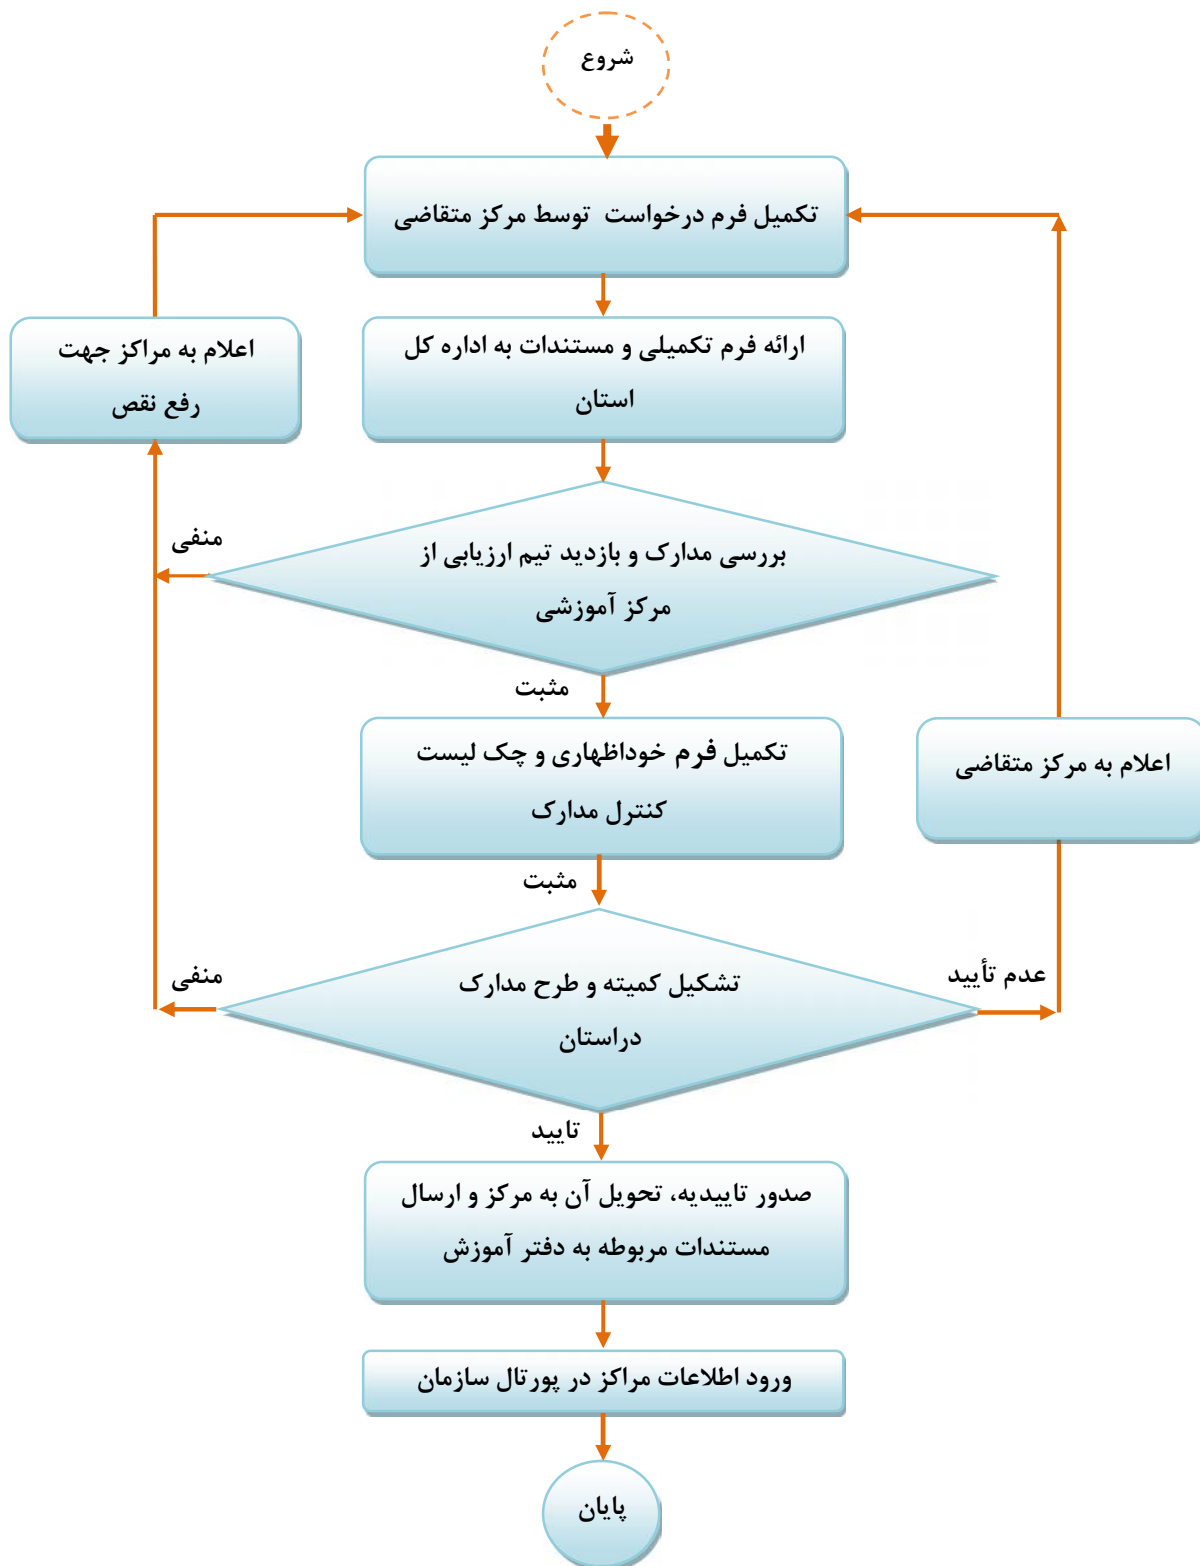 شروع
تکمیل فرم درخواست توسط مرکز متقاضی
ارائه فرم تکمیلی و مستندات به اداره کل
استان
اعلام به مراکز جهت
رفع نقص
بررسی مدارک و بازدید تیم ارزیابی از
مرکز آموزشی
منفی
مثبت
تکمیل فرم خوداظهاری و چک لیست
کنترل مدارک
اعلام به مرکز متقاضی
مثبت
تشکیل کمیته و طرح مدارک
دراستان
عدم تأیید
منفی
تایید
صدور تاییدیه، تحویل آن به مرکز و ارسال
مستندات مربوطه به دفتر آموزش
ورود اطلاعات مراکز در پورتال سازمان
پایان